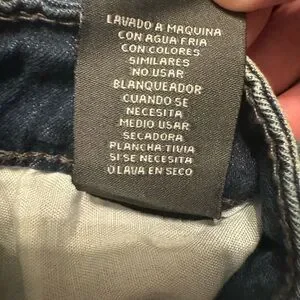 LAVADO A MAQUINA
CON AGUA FRIA
CON COLORES
SIMILARES
NO USAR
BLANQUEADOR
CUANDO SE
NECESITA
MEDIO USAR
SECADORA
PLANCHA TIVIA
SI SE NECESITA
O LAVA EN SECO